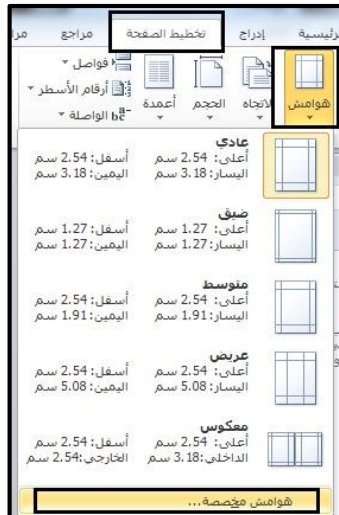 رئيسية إدراج تخطيط الصفحة مراجع مرا
فواصل
أرقام الأسطر
الواصلة
هوامش لاتجاه الحجم أعمدة
عادي
أعلى: 2.54 سم أسفل: 2.54 سم
اليسار: 3.18 سم اليمين: 3.18 سم
ضيق
أعلى: 1.27 سم أسفل: 1.27 سم
اليسار: 1.27 سم اليمين: 1.27 سم
متوسط
أعلى: 2.54 سم أسفل: 2.54 سم
اليسار: 1.91 سم اليمين: 1.91 سم
عريض
أعلى: 2.54 سم أسفل: 2.54 سم
اليسار: 5.08 سم اليمين: 5.08 سم
معكوس
أعلى: 2.54 سم أسفل: 2.54 سم
الداخلي: 3.18 سم الخارجي: 2.54 سم
هوامش مخصصة...